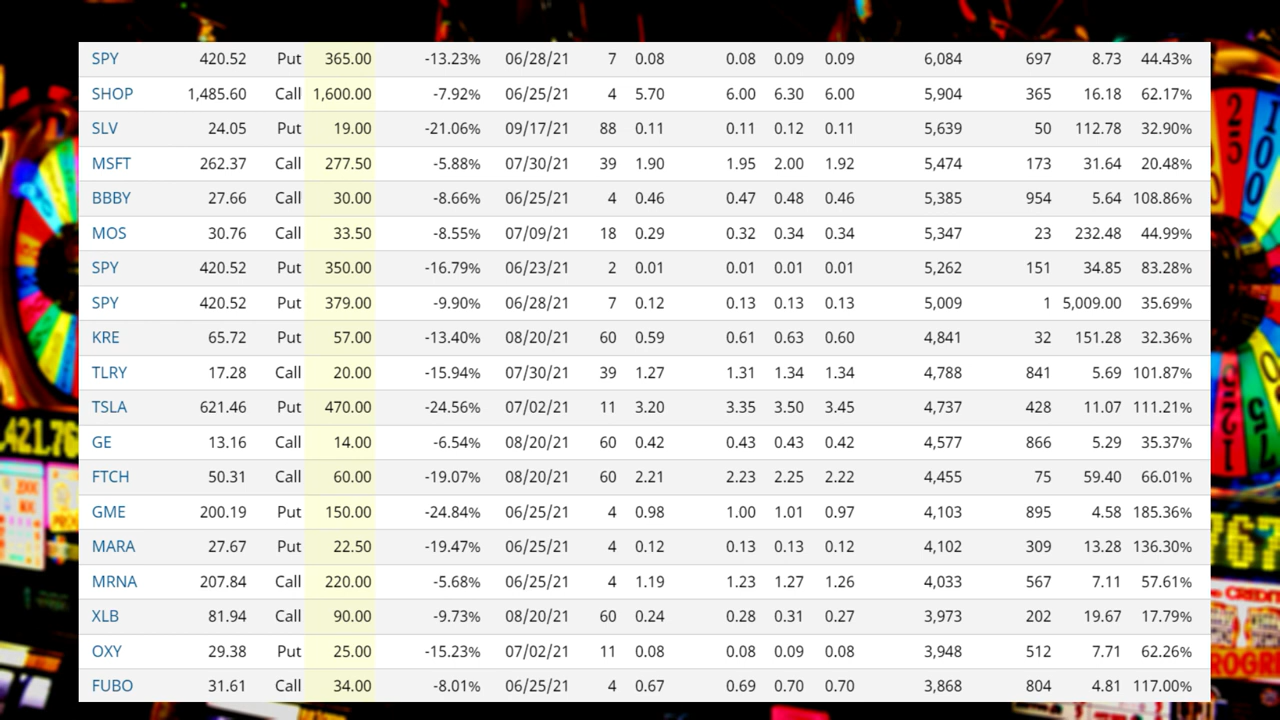 SPY 420.52 Put 365.00 -13.23% 06/28/21 7 0.08 0.08 0.09 0.09 6,084 697 8.73 44.43%
SHOP 1,485.60 Call 1,600.00 -7.92% 06/25/21 4 5.70 6.00 6.30 6.00 5,904 365 16.18 62.17%
SLV 24.05 Put 19.00 -21.06% 09/17/21 88 0.11 0.11 0.12 0.11 5,639 50 112.78 32.90%
MSFT 262.37 Call 277.50 -5.88% 07/30/21 39 1.90 1.95 2.00 1.92 5,474 173 31.64 20.48%
BBBY 27.66 Call 30.00 -8.66% 06/25/21 4 0.46 0.47 0.48 0.46 5,385 954 5.64 108.86%
MOS 30.76 Call 33.50 -8.55% 07/09/21 18 0.29 0.32 0.34 0.34 5,347 23 232.48 44.99%
SPY 420.52 Put 350.00 -16.79% 06/23/21 2 0.01 0.01 0.01 0.01 5,262 151 34.85 83.28%
SPY 420.52 Put 379.00 -9.90% 06/28/21 7 0.12 0.13 0.13 0.13 5,009 1 5,009.00 35.69%
KRE 65.72 Put 57.00 -13.40% 08/20/21 60 0.59 0.61 0.63 0.60 4,841 32 151.28 32.36%
TLRY 17.28 Call 20.00 -15.94% 07/30/21 39 1.27 1.31 1.34 1.34 4,788 841 5.69 101.87%
TSLA 621.46 Put 470.00 -24.56% 07/02/21 11 3.20 3.35 3.50 3.45 4,737 428 11.07 111.21%
GE 13.16 Call 14.00 -6.54% 08/20/21 60 0.42 0.43 0.43 0.42 4,577 866 5.29 35.37%
FTCH 50.31 Call 60.00 -19.07% 08/20/21 60 2.21 2.23 2.25 2.22 4,455 75 59.40 66.01%
GME 200.19 Put 150.00 -24.84% 06/25/21 4 0.98 1.00 1.01 0.97 4,103 895 4.58 185.36%
MARA 27.67 Put 22.50 -19.47% 06/25/21 4 0.12 0.13 0.13 0.12 4,102 309 13.28 136.30%
MRNA 207.84 Call 220.00 -5.68% 06/25/21 4 1.19 1.23 1.27 1.26 4,033 567 7.11 57.61%
XLB 81.94 Call 90.00 -9.73% 08/20/21 60 0.24 0.28 0.31 0.27 3,973 202 19.67 17.79%
OXY 29.38 Put 25.00 -15.23% 07/02/21 11 0.08 0.08 0.09 0.08 3,948 512 7.71 62.26%
FUBO 31.61 Call 34.00 -8.01% 06/25/21 4 0.67 0.69 0.70 0.70 3,868 804 4.81 117.00%